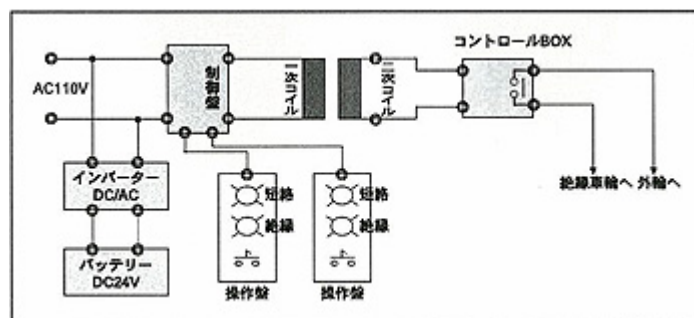 コントロールBOX
AC110V
制御盤
一次コイル
二次コイル
インバーター
DC/AC
バッテリー
DC24V
短絡
絶縁
操作盤
短絡
絶縁
操作盤
絶縁車輪へ
外輪へ